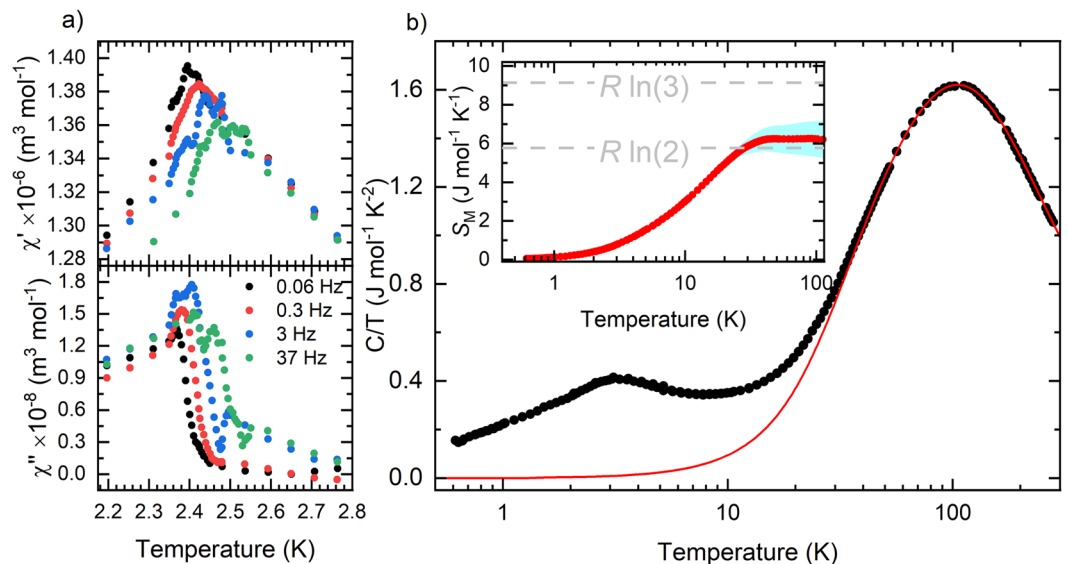 a)
1.40
1.38
1.36
1.34
1.32
1.30
1.28
χ' ×10⁻⁶ (m³ mol⁻¹)
1.8
1.5
1.2
0.9
0.6
0.3
0.0
χ'' ×10⁻⁸ (m³ mol⁻¹)
0.06 Hz
0.3 Hz
3 Hz
37 Hz
2.2 2.3 2.4 2.5 2.6 2.7 2.8
Temperature (K)
b)
1.6
1.2
0.8
0.4
0.0
C/T (J mol⁻¹ K⁻²)
1 10 100
Temperature (K)
10
8
6
4
2
0
S_M (J mol⁻¹ K⁻¹)
R ln(3)
R ln(2)
1 10 100
Temperature (K)